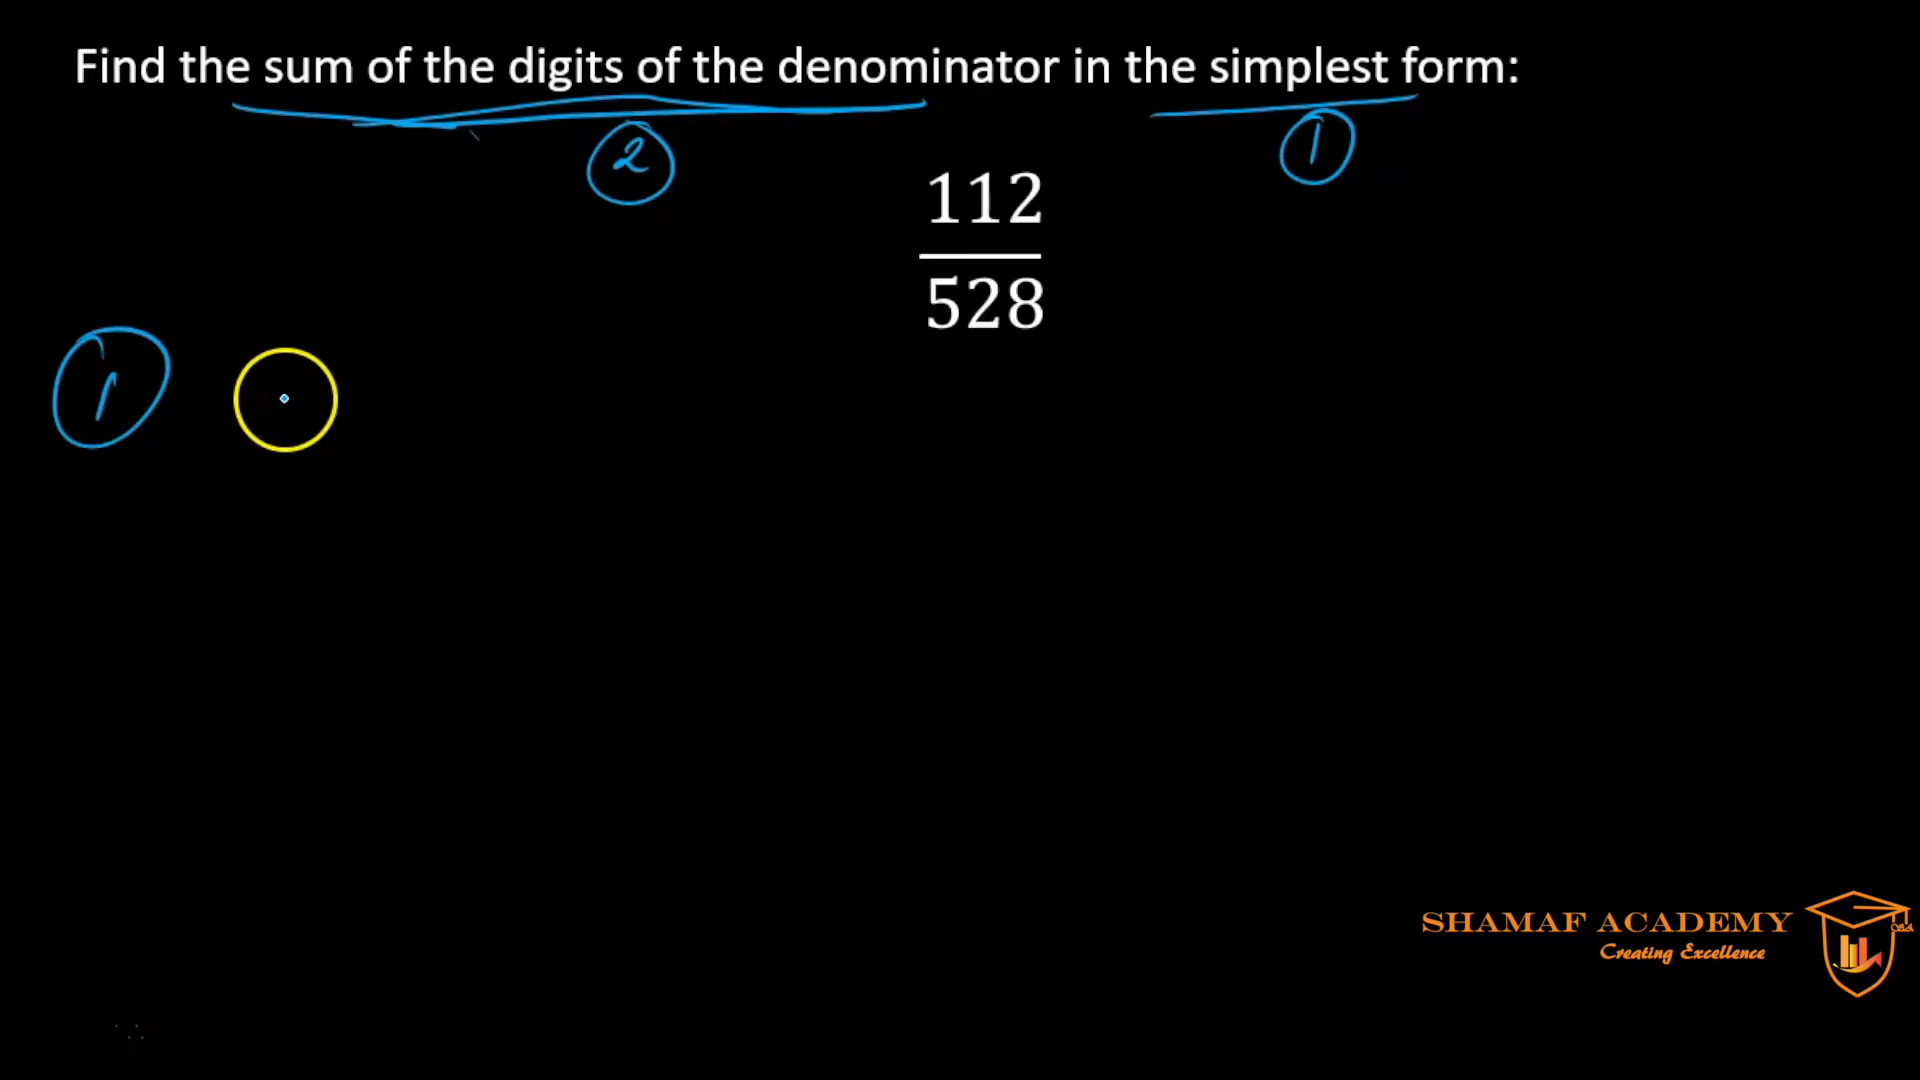 Find the sum of the digits of the denominator in the simplest form:
2
1
112
528
1
SHAMAF ACADEMY
Creating Excellence